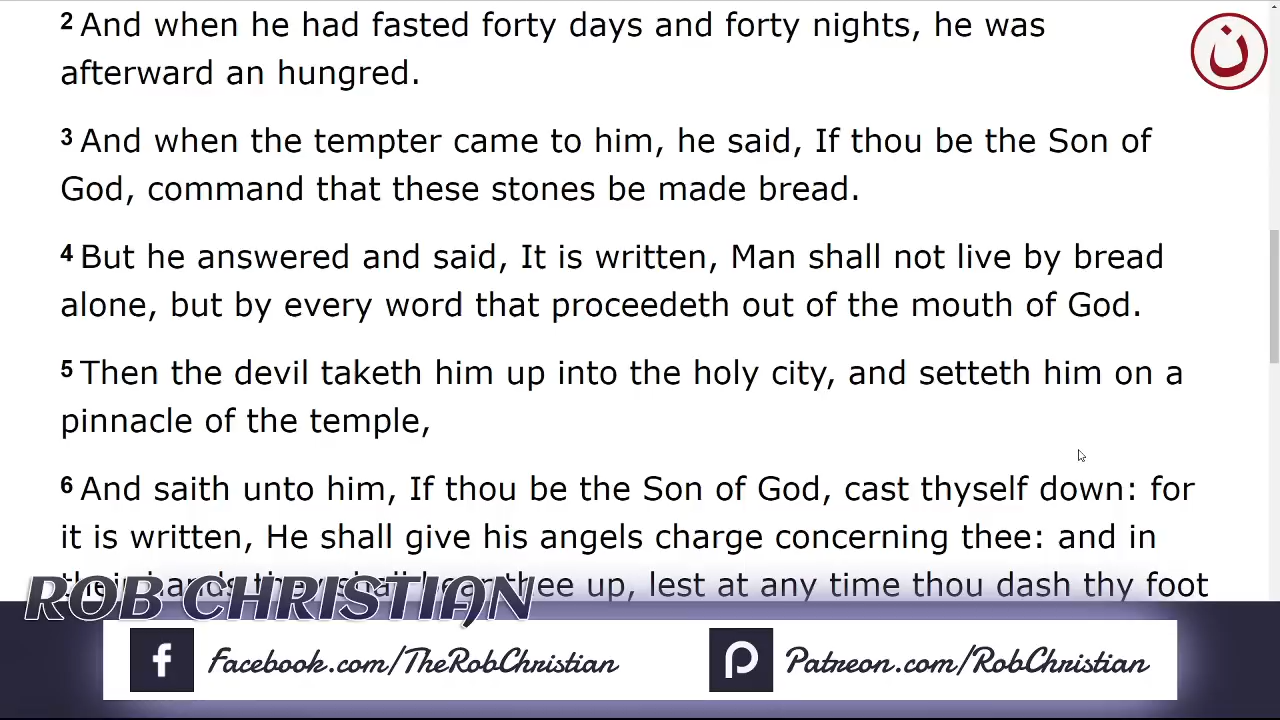 2 And when he had fasted forty days and forty nights, he was
afterward an hungred.
3 And when the tempter came to him, he said, If thou be the Son of
God, command that these stones be made bread.
4 But he answered and said, It is written, Man shall not live by bread
alone, but by every word that proceedeth out of the mouth of God.
5 Then the devil taketh him up into the holy city, and setteth him on a
pinnacle of the temple,
6 And saith unto him, If thou be the Son of God, cast thyself down: for
it is written, He shall give his angels charge concerning thee: and in
their hands they shall bear thee up, lest at any time thou dash thy foot
ROB CHRISTIAN
Facebook.com/TheRobChristian
Patreon.com/RobChristian
ن